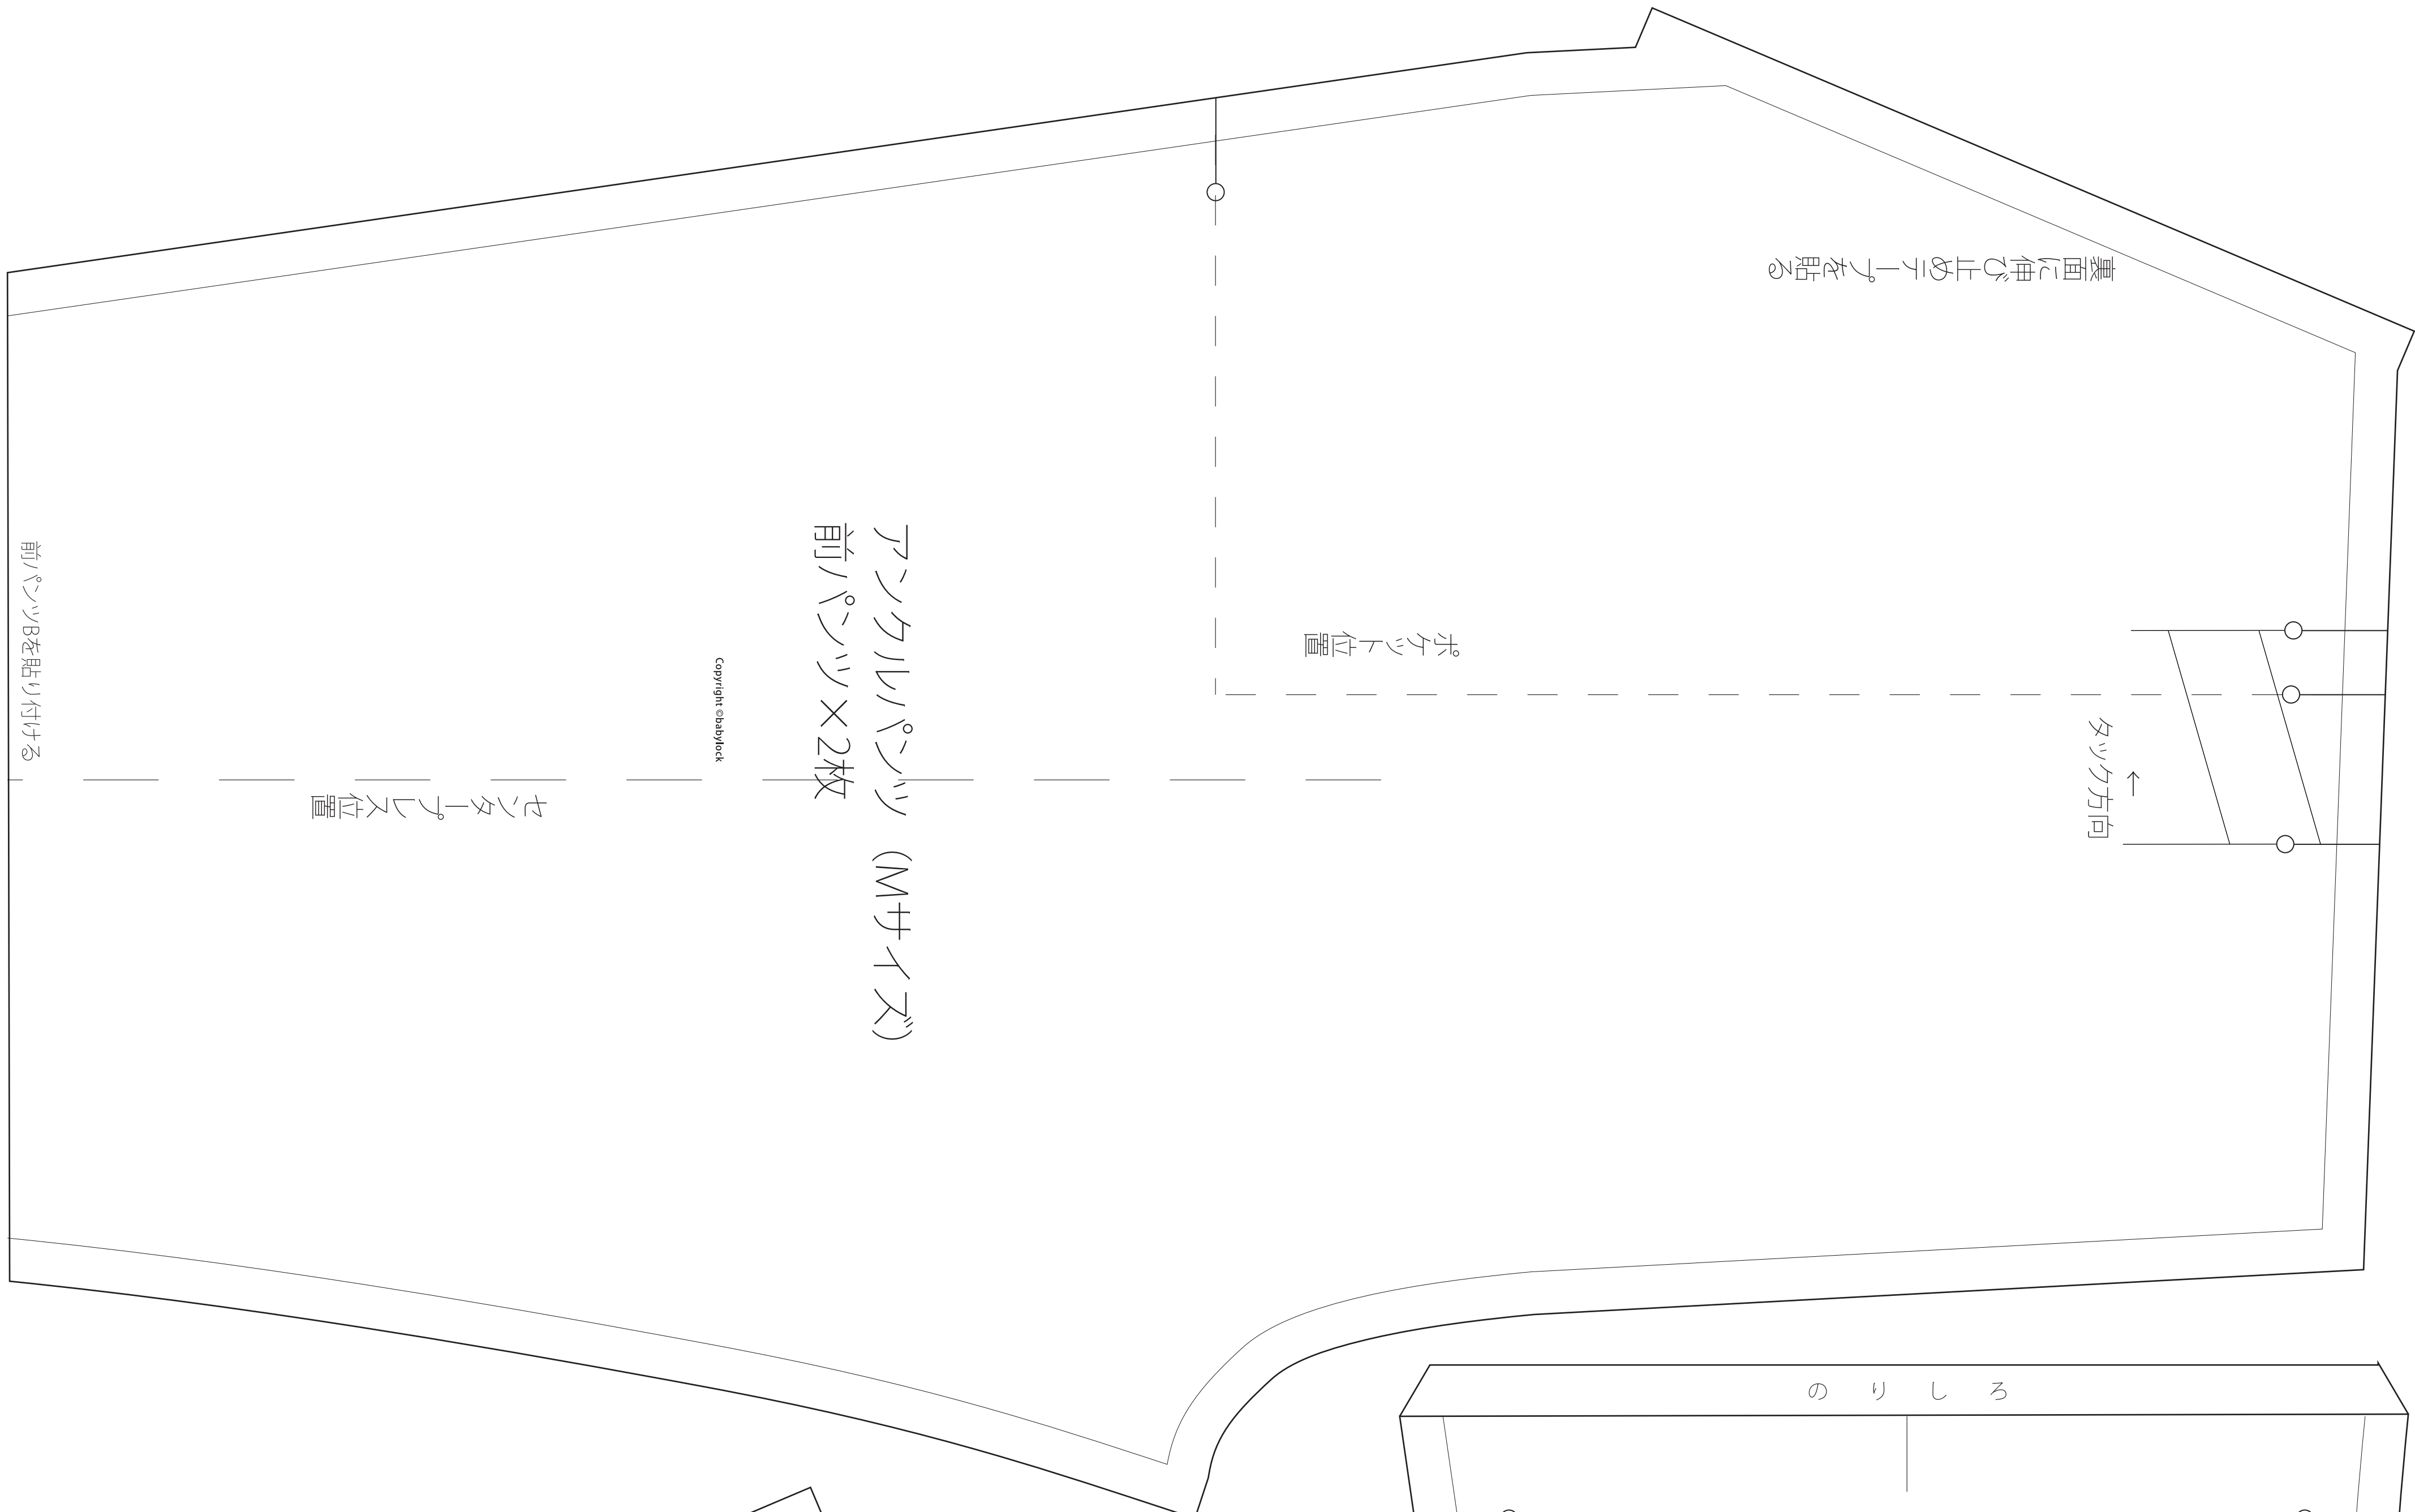 裏面に伸び止めテープを貼る
アンクルパンツ (Mサイズ)
前パンツ×2枚
Copyright ©babylock
ポケット位置
前パンツBを貼り付ける
タック方向
←
センタープレス位置
のりしろ